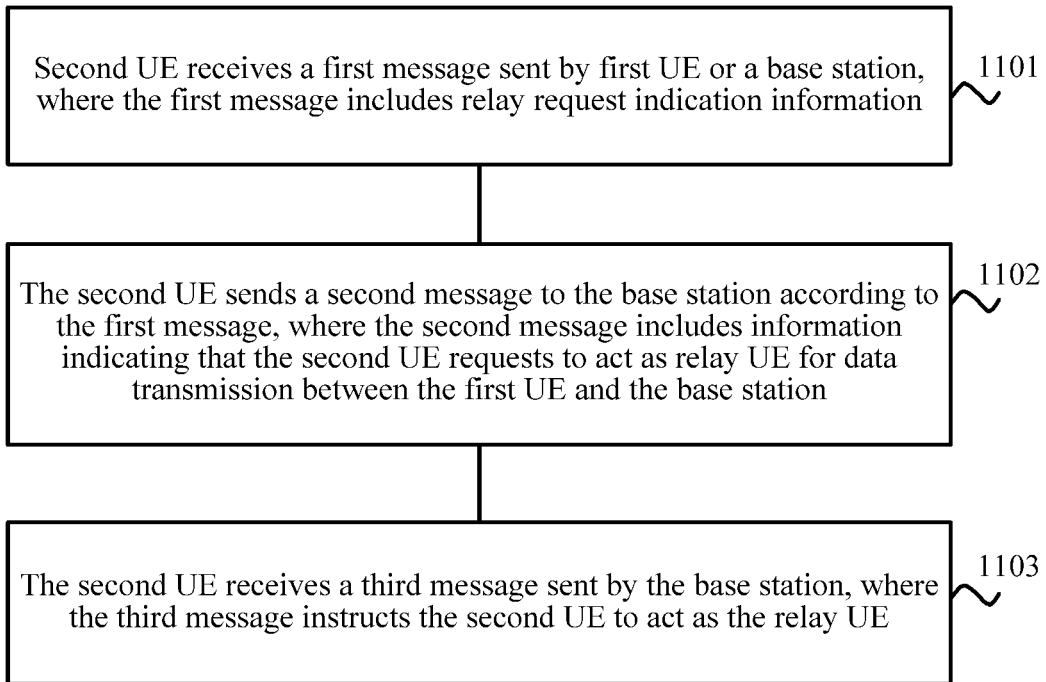 Second UE receives a first message sent by first UE or a base station,
where the first message includes relay request indication information
1101
The second UE sends a second message to the base station according to
the first message, where the second message includes information
indicating that the second UE requests to act as relay UE for data
transmission between the first UE and the base station
1102
The second UE receives a third message sent by the base station, where
the third message instructs the second UE to act as the relay UE
1103